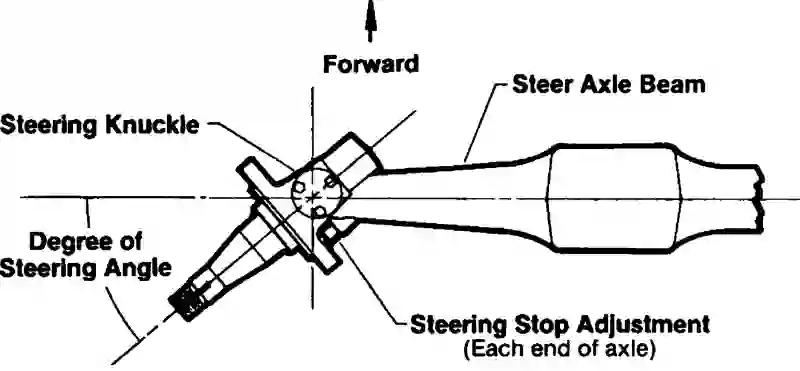 Forward
Steer Axle Beam
Steering Knuckle
Degree of
Steering Angle
Steering Stop Adjustment
(Each end of axle)